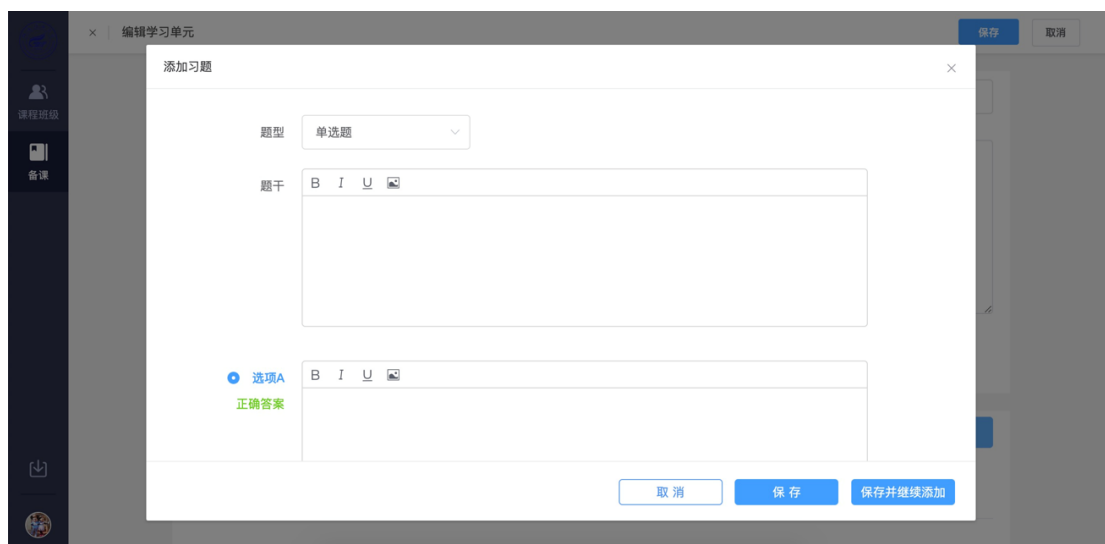 × 编辑学习单元
保存
取消
添加习题
×
课程班级
备课
题型
单选题
题干
B I U
选项A
B I U
正确答案
取 消
保 存
保存并继续添加